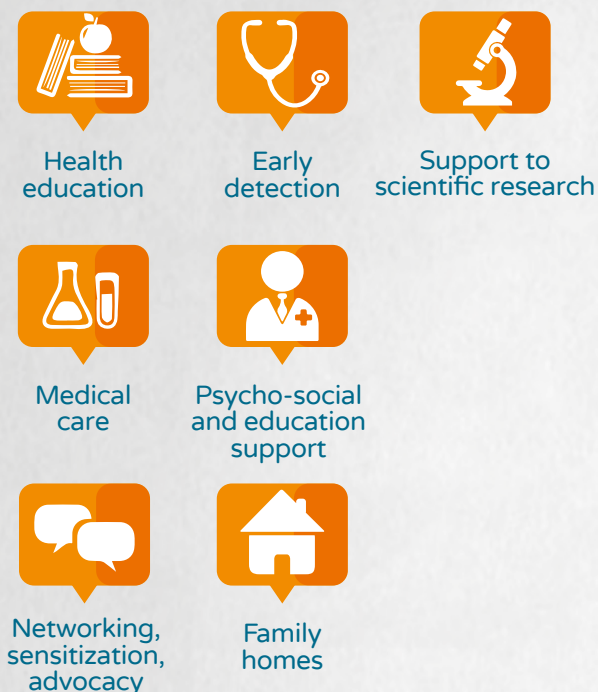 Health
education
Early
detection
Support to
scientific research
Medical
care
Psycho-social
and education
support
Networking,
sensitization,
advocacy
Family
homes